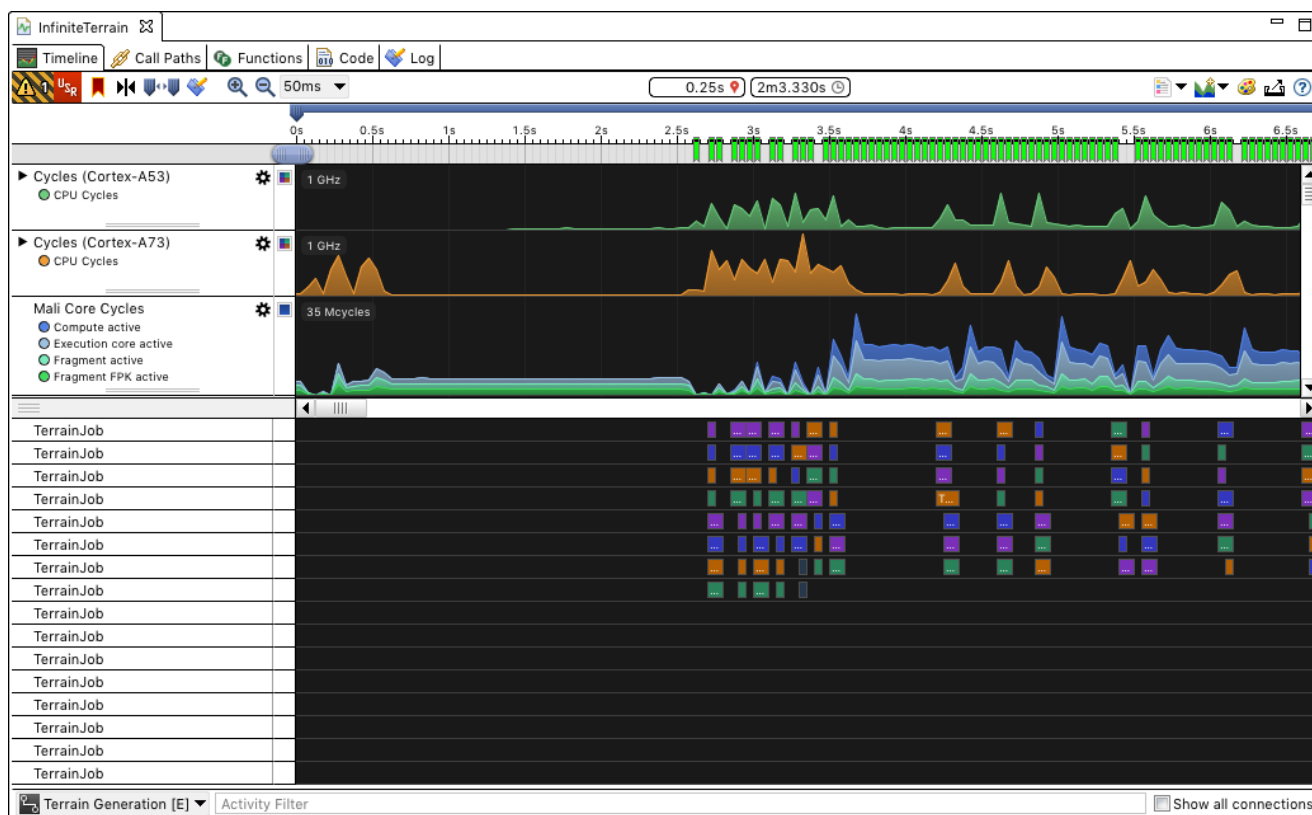 InfiniteTerrain
Timeline Call Paths Functions Code Log
1 USR 50ms 0.25s 2m3.330s
0s 0.5s 1s 1.5s 2s 2.5s 3s 3.5s 4s 4.5s 5s 5.5s 6s 6.5s
Cycles (Cortex-A53) 1 GHz
CPU Cycles
Cycles (Cortex-A73) 1 GHz
CPU Cycles
Mali Core Cycles 35 Mcycles
Compute active
Execution core active
Fragment active
Fragment FPK active
TerrainJob
TerrainJob
TerrainJob
TerrainJob T...
TerrainJob
TerrainJob
TerrainJob
TerrainJob
TerrainJob
TerrainJob
TerrainJob
TerrainJob
TerrainJob
TerrainJob
TerrainJob
TerrainJob
Terrain Generation [E] Activity Filter Show all connections